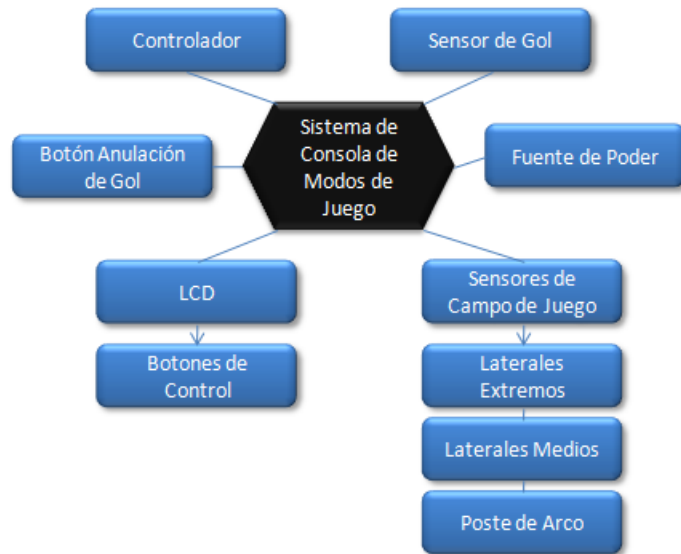 Controlador
Sensor de Gol
Sistema de
Consola de
Modos de
Juego
Botón Anulación
de Gol
Fuente de Poder
LCD
Botones de
Control
Sensores de
Campo de Juego
Laterales
Extremos
Laterales Medios
Poste de Arco